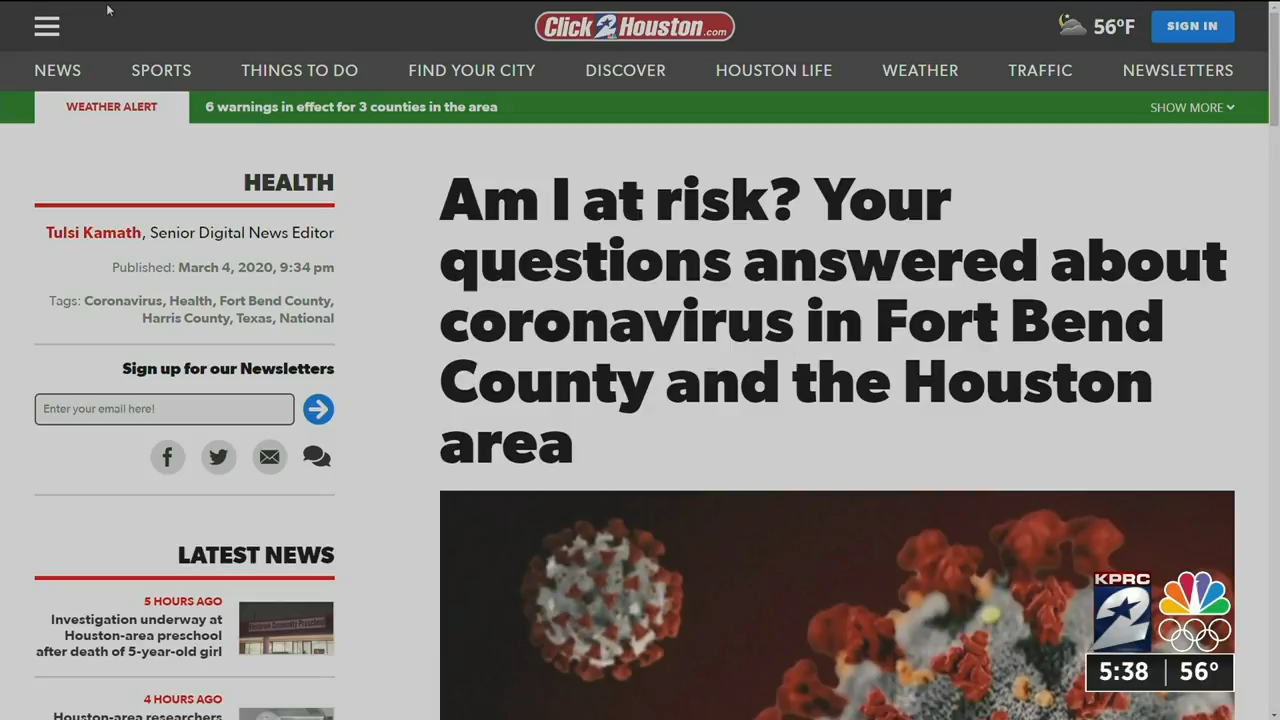 Click 2 Houston.com
56°F
SIGN IN
NEWS
SPORTS
THINGS TO DO
FIND YOUR CITY
DISCOVER
HOUSTON LIFE
WEATHER
TRAFFIC
NEWSLETTERS
WEATHER ALERT
6 warnings in effect for 3 counties in the area
SHOW MORE
HEALTH
Tulsi Kamath, Senior Digital News Editor
Published: March 4, 2020, 9:34 pm
Tags: Coronavirus, Health, Fort Bend County,
Harris County, Texas, National
Sign up for our Newsletters
Enter your email here!
LATEST NEWS
5 HOURS AGO
Investigation underway at
Houston-area preschool
after death of 5-year-old girl
4 HOURS AGO
Houston-area researchers
Am I at risk? Your
questions answered about
coronavirus in Fort Bend
County and the Houston
area
KPRC
2
5:38
56°